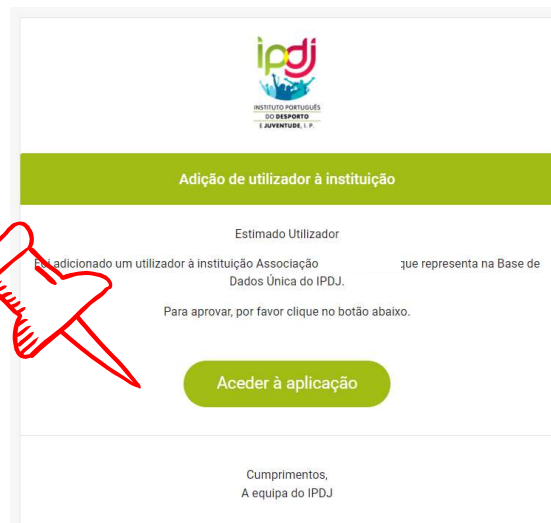 ipdj
INSTITUTO PORTUGUÊS
DO DESPORTO
E JUVENTUDE, I. P.
Adição de utilizador à instituição
Estimado Utilizador
Foi adicionado um utilizador à instituição Associação que representa na Base de
Dados Única do IPDJ.
Para aprovar, por favor clique no botão abaixo.
Aceder à aplicação
Cumprimentos,
A equipa do IPDJ